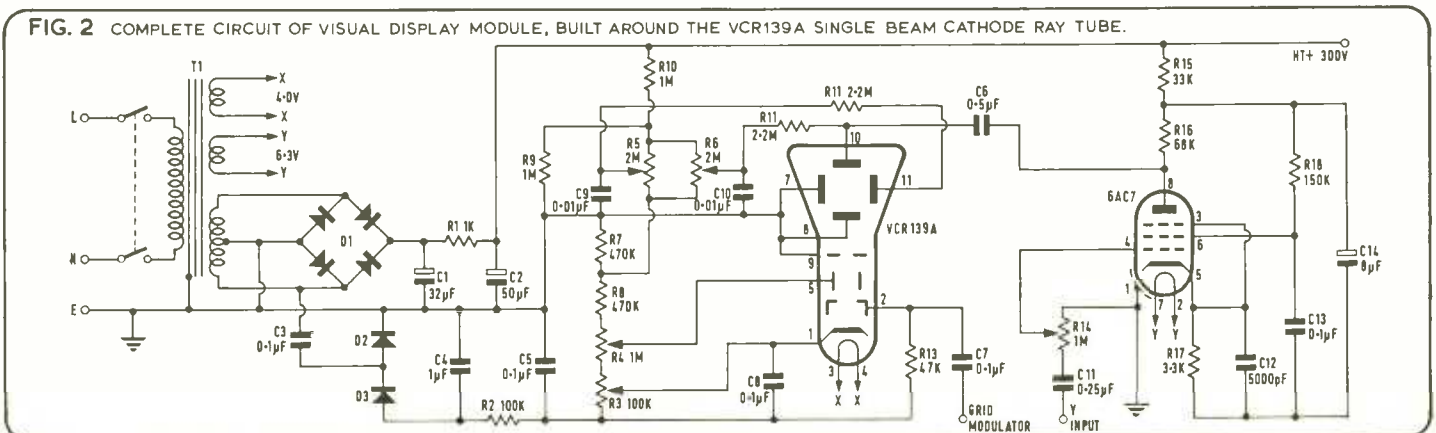 FIG. 2 COMPLETE CIRCUIT OF VISUAL DISPLAY MODULE, BUILT AROUND THE VCR139A SINGLE BEAM CATHODE RAY TUBE.
T1
X
4·0V
X
Y
6·3V
Y
L
N
E
D1
R1 1K
C1
32µF
C2
50µF
C3
0·1µF
D2
D3
C4
1µF
R2 100K
C5
0·1µF
R9
1M
R10
1M
R5
2M
R6
2M
C9
0·01µF
C10
0·01µF
R7
470K
R8
470K
R4 1M
R3 100K
R11 2·2M
R11
2·2M
C6
0·5µF
10
7
11
8
9
5
2
1
3
4
X
X
VCR139A
C8
0·1µF
R13
47K
C7
0·1µF
GRID
MODULATOR
HT+ 300V
R15
33K
R16
68K
R18
150K
6AC7
8
3
6
4
5
1
7
2
Y
Y
R14
1M
C11
0·25µF
Y
INPUT
R17
3·3K
C12
5000pF
C13
0·1µF
C14
8µF